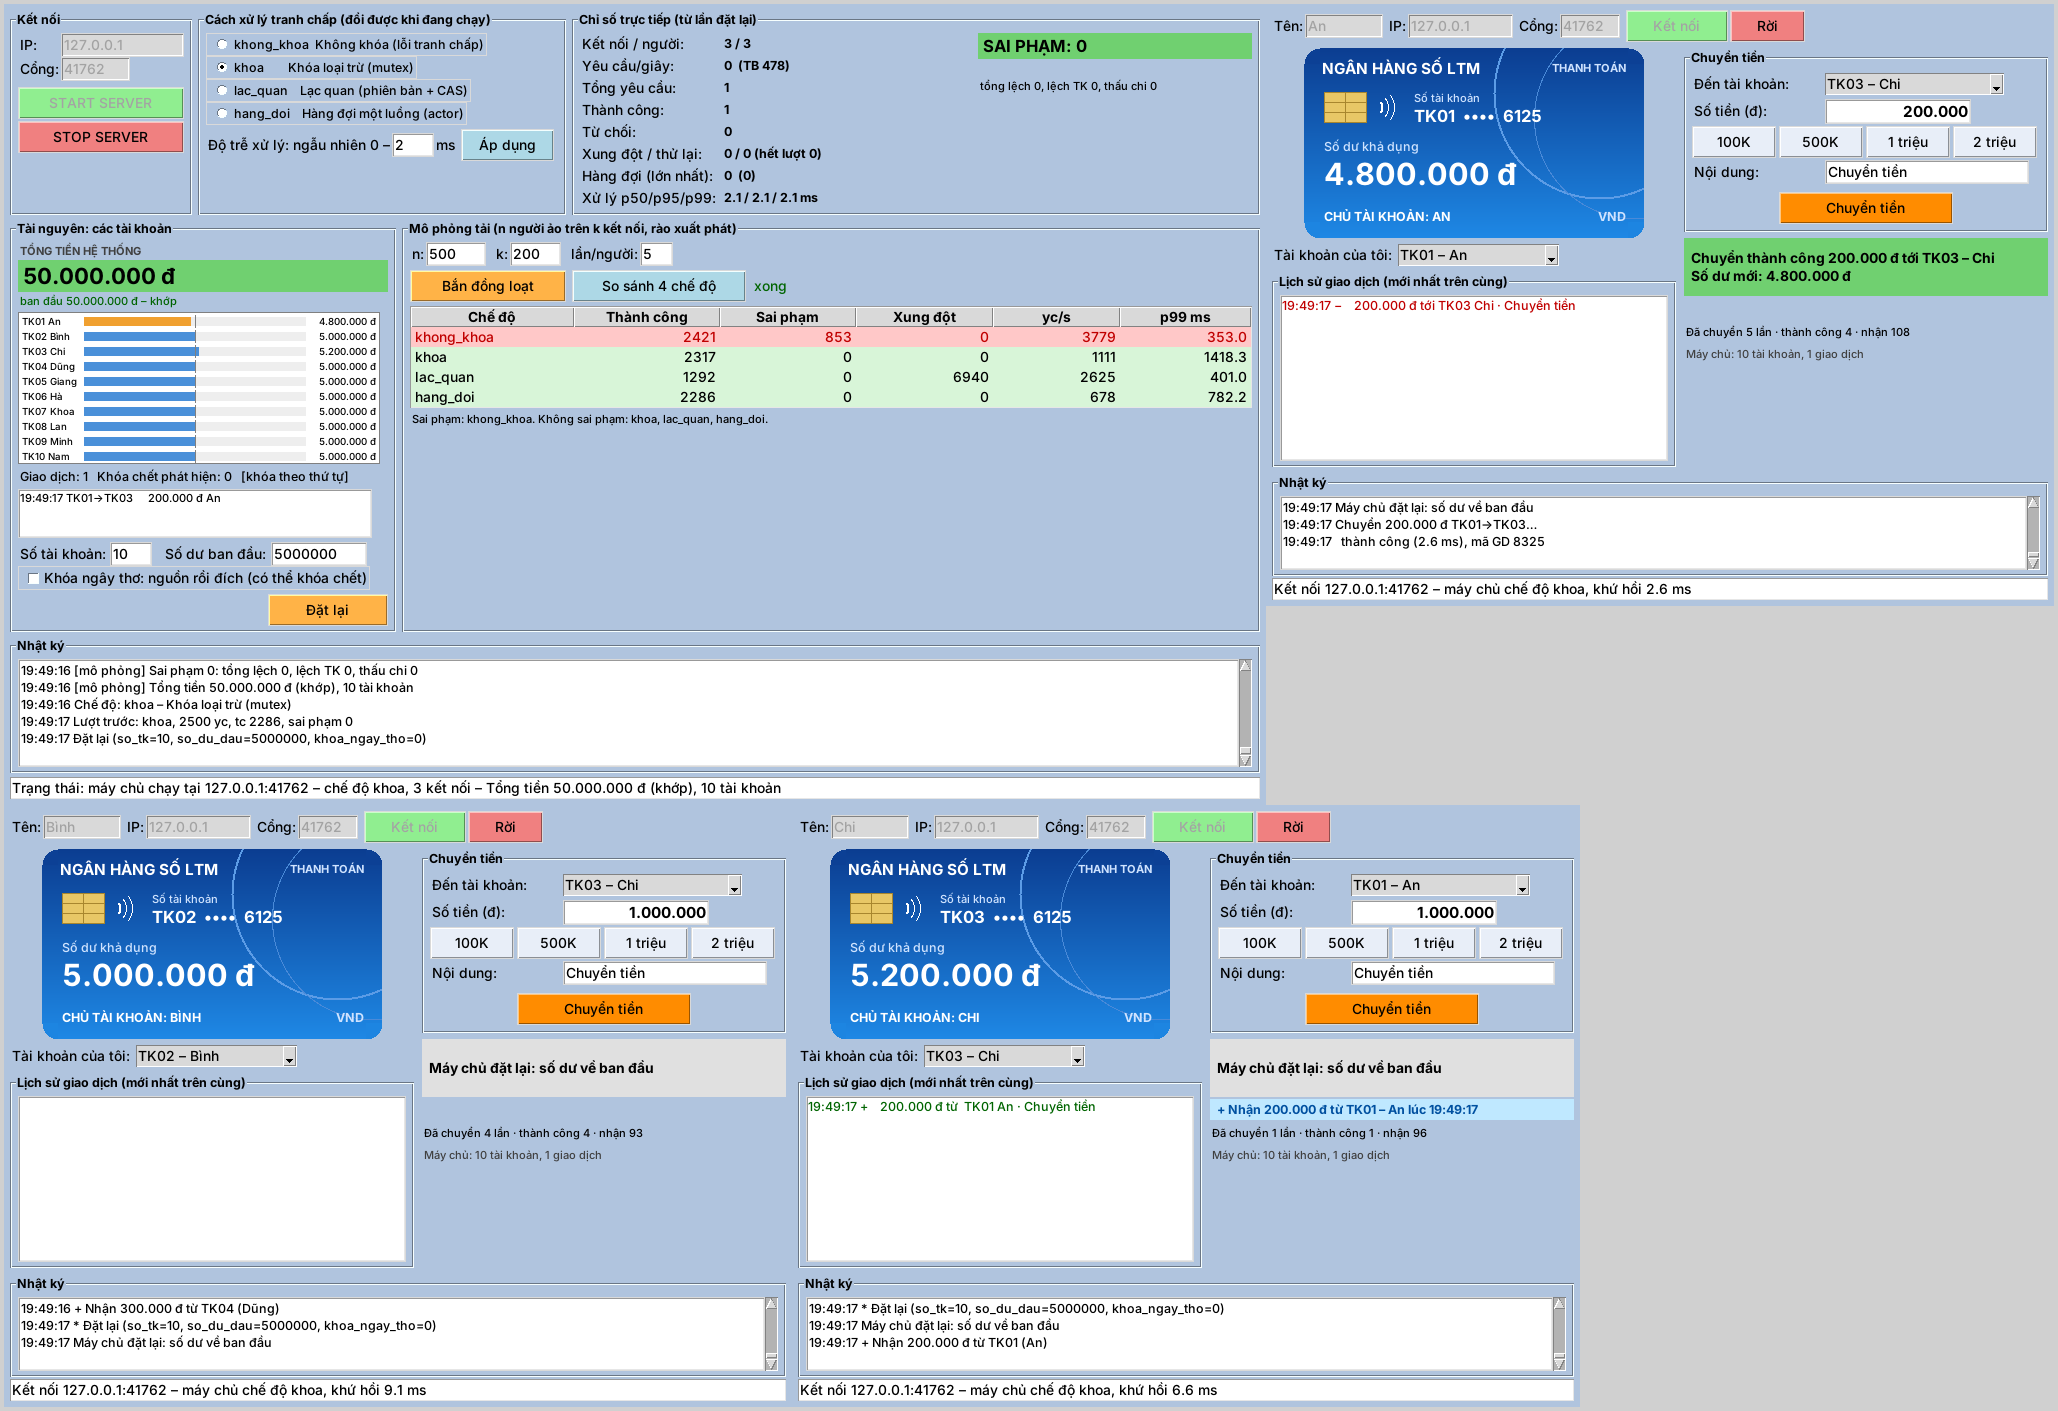 Kết nối
IP: 127.0.0.1
Cổng: 41762
START SERVER
STOP SERVER
Cách xử lý tranh chấp (đổi được khi đang chạy)
khong_khoa Không khóa (lỗi tranh chấp)
khoa Khóa loại trừ (mutex)
lac_quan Lạc quan (phiên bản + CAS)
hang_doi Hàng đợi một luồng (actor)
Độ trễ xử lý: ngẫu nhiên 0 – 2 ms Áp dụng
Chỉ số trực tiếp (từ lần đặt lại)
Kết nối / người: 3 / 3
Yêu cầu/giây: 0 (TB 478)
Tổng yêu cầu: 1
Thành công: 1
Từ chối: 0
Xung đột / thử lại: 0 / 0 (hết lượt 0)
Hàng đợi (lớn nhất): 0 (0)
Xử lý p50/p95/p99: 2.1 / 2.1 / 2.1 ms
SAI PHẠM: 0
tổng lệch 0, lệch TK 0, thấu chi 0
Tài nguyên: các tài khoản
TỔNG TIỀN HỆ THỐNG
50.000.000 đ
ban đầu 50.000.000 đ – khớp
TK01 An 4.800.000 đ
TK02 Bình 5.000.000 đ
TK03 Chi 5.200.000 đ
TK04 Dũng 5.000.000 đ
TK05 Giang 5.000.000 đ
TK06 Hà 5.000.000 đ
TK07 Khoa 5.000.000 đ
TK08 Lan 5.000.000 đ
TK09 Minh 5.000.000 đ
TK10 Nam 5.000.000 đ
Giao dịch: 1 Khóa chết phát hiện: 0 [khóa theo thứ tự]
19:49:17 TK01→TK03 200.000 đ An
Số tài khoản: 10 Số dư ban đầu: 5000000
Khóa ngây thơ: nguồn rồi đích (có thể khóa chết)
Đặt lại
Mô phỏng tải (n người ảo trên k kết nối, rào xuất phát)
n: 500 k: 200 lần/người: 5
Bắn đồng loạt So sánh 4 chế độ xong
Chế độ Thành công Sai phạm Xung đột yc/s p99 ms
khong_khoa 2421 853 0 3779 353.0
khoa 2317 0 0 1111 1418.3
lac_quan 1292 0 6940 2625 401.0
hang_doi 2286 0 0 678 782.2
Sai phạm: khong_khoa. Không sai phạm: khoa, lac_quan, hang_doi.
Nhật ký
19:49:16 [mô phỏng] Sai phạm 0: tổng lệch 0, lệch TK 0, thấu chi 0
19:49:16 [mô phỏng] Tổng tiền 50.000.000 đ (khớp), 10 tài khoản
19:49:16 Chế độ: khoa – Khóa loại trừ (mutex)
19:49:17 Lượt trước: khoa, 2500 yc, tc 2286, sai phạm 0
19:49:17 Đặt lại (so_tk=10, so_du_dau=5000000, khoa_ngay_tho=0)
Trạng thái: máy chủ chạy tại 127.0.0.1:41762 – chế độ khoa, 3 kết nối – Tổng tiền 50.000.000 đ (khớp), 10 tài khoản
Tên: An IP: 127.0.0.1 Cổng: 41762 Kết nối Rời
NGÂN HÀNG SỐ LTM THANH TOÁN
Số tài khoản
TK01 •••• 6125
Số dư khả dụng
4.800.000 đ
CHỦ TÀI KHOẢN: AN VND
Tài khoản của tôi: TK01 – An
Chuyển tiền
Đến tài khoản: TK03 – Chi
Số tiền (đ): 200.000
100K 500K 1 triệu 2 triệu
Nội dung: Chuyển tiền
Chuyển tiền
Chuyển thành công 200.000 đ tới TK03 – Chi
Số dư mới: 4.800.000 đ
Lịch sử giao dịch (mới nhất trên cùng)
19:49:17 – 200.000 đ tới TK03 Chi · Chuyển tiền
Đã chuyển 5 lần · thành công 4 · nhận 108
Máy chủ: 10 tài khoản, 1 giao dịch
Nhật ký
19:49:17 Máy chủ đặt lại: số dư về ban đầu
19:49:17 Chuyển 200.000 đ TK01→TK03...
19:49:17 thành công (2.6 ms), mã GD 8325
Kết nối 127.0.0.1:41762 – máy chủ chế độ khoa, khứ hồi 2.6 ms
Tên: Bình IP: 127.0.0.1 Cổng: 41762 Kết nối Rời
NGÂN HÀNG SỐ LTM THANH TOÁN
Số tài khoản
TK02 •••• 6125
Số dư khả dụng
5.000.000 đ
CHỦ TÀI KHOẢN: BÌNH VND
Tài khoản của tôi: TK02 – Bình
Chuyển tiền
Đến tài khoản: TK03 – Chi
Số tiền (đ): 1.000.000
100K 500K 1 triệu 2 triệu
Nội dung: Chuyển tiền
Chuyển tiền
Máy chủ đặt lại: số dư về ban đầu
Lịch sử giao dịch (mới nhất trên cùng)
Đã chuyển 4 lần · thành công 4 · nhận 93
Máy chủ: 10 tài khoản, 1 giao dịch
Nhật ký
19:49:16 + Nhận 300.000 đ từ TK04 (Dũng)
19:49:17 * Đặt lại (so_tk=10, so_du_dau=5000000, khoa_ngay_tho=0)
19:49:17 Máy chủ đặt lại: số dư về ban đầu
Kết nối 127.0.0.1:41762 – máy chủ chế độ khoa, khứ hồi 9.1 ms
Tên: Chi IP: 127.0.0.1 Cổng: 41762 Kết nối Rời
NGÂN HÀNG SỐ LTM THANH TOÁN
Số tài khoản
TK03 •••• 6125
Số dư khả dụng
5.200.000 đ
CHỦ TÀI KHOẢN: CHI VND
Tài khoản của tôi: TK03 – Chi
Chuyển tiền
Đến tài khoản: TK01 – An
Số tiền (đ): 1.000.000
100K 500K 1 triệu 2 triệu
Nội dung: Chuyển tiền
Chuyển tiền
Máy chủ đặt lại: số dư về ban đầu
+ Nhận 200.000 đ từ TK01 – An lúc 19:49:17
Lịch sử giao dịch (mới nhất trên cùng)
19:49:17 + 200.000 đ từ TK01 An · Chuyển tiền
Đã chuyển 1 lần · thành công 1 · nhận 96
Máy chủ: 10 tài khoản, 1 giao dịch
Nhật ký
19:49:17 * Đặt lại (so_tk=10, so_du_dau=5000000, khoa_ngay_tho=0)
19:49:17 Máy chủ đặt lại: số dư về ban đầu
19:49:17 + Nhận 200.000 đ từ TK01 (An)
Kết nối 127.0.0.1:41762 – máy chủ chế độ khoa, khứ hồi 6.6 ms